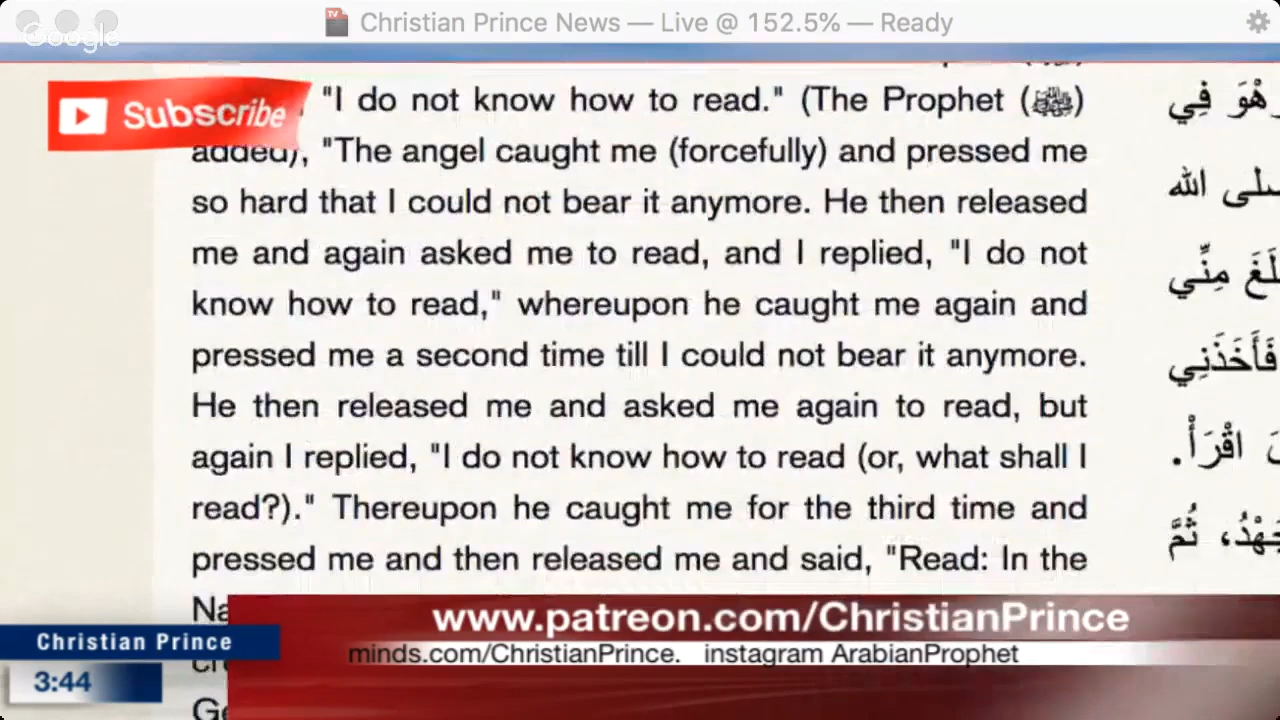 Christian Prince News — Live @ 152.5% — Ready
Google
Subscribe
"I do not know how to read." (The Prophet (ﷺ)
added), "The angel caught me (forcefully) and pressed me
so hard that I could not bear it anymore. He then released
me and again asked me to read, and I replied, "I do not
know how to read," whereupon he caught me again and
pressed me a second time till I could not bear it anymore.
He then released me and asked me again to read, but
again I replied, "I do not know how to read (or, what shall I
read?)." Thereupon he caught me for the third time and
pressed me and then released me and said, "Read: In the
هْوَ فِي
صلى الله
مِنِّي
فَأَخَذَنِي
اقْرَأْ.
ثُمَّ
www.patreon.com/ChristianPrince
Christian Prince
minds.com/ChristianPrince. instagram ArabianProphet
3:44